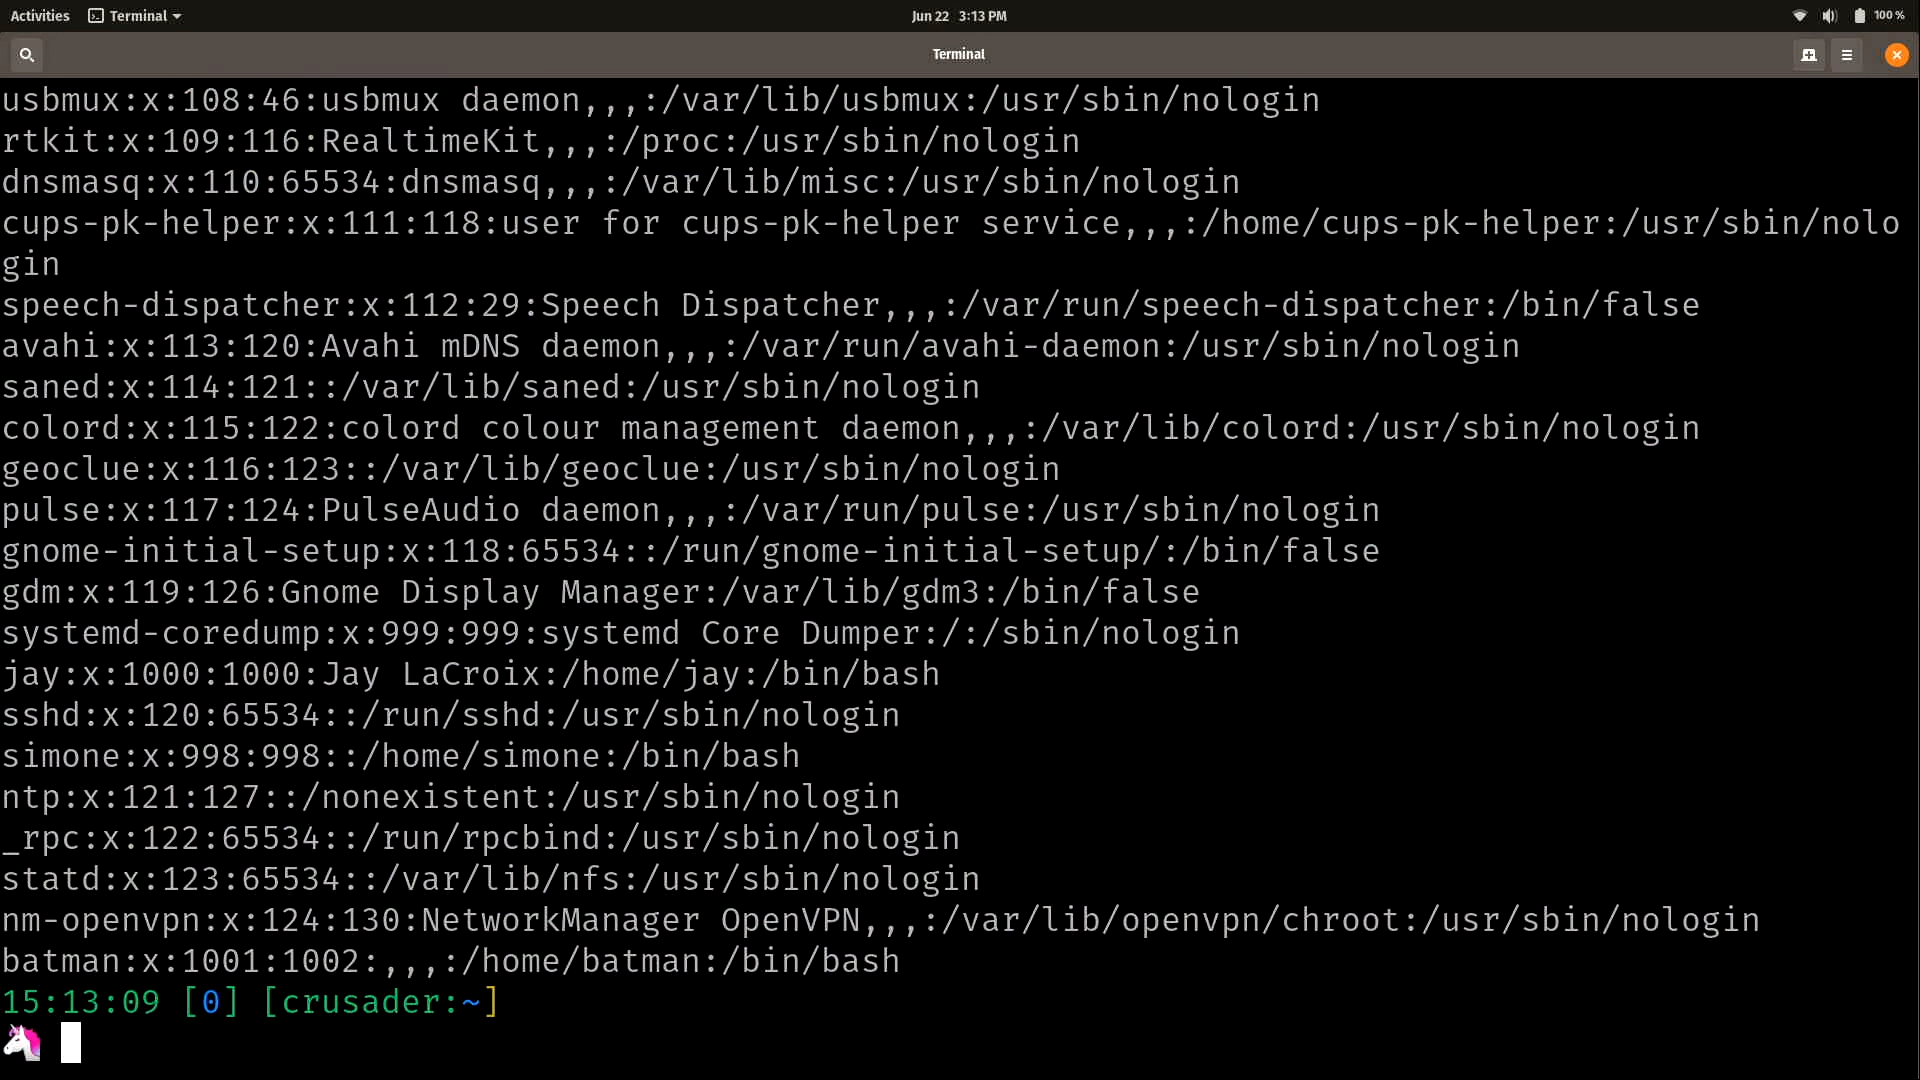 Activities Terminal Jun 22 3:13 PM 100 %
Terminal
usbmux:x:108:46:usbmux daemon,,,:/var/lib/usbmux:/usr/sbin/nologin
rtkit:x:109:116:RealtimeKit,,,:/proc:/usr/sbin/nologin
dnsmasq:x:110:65534:dnsmasq,,,:/var/lib/misc:/usr/sbin/nologin
cups-pk-helper:x:111:118:user for cups-pk-helper service,,,:/home/cups-pk-helper:/usr/sbin/nolo
gin
speech-dispatcher:x:112:29:Speech Dispatcher,,,:/var/run/speech-dispatcher:/bin/false
avahi:x:113:120:Avahi mDNS daemon,,,:/var/run/avahi-daemon:/usr/sbin/nologin
saned:x:114:121::/var/lib/saned:/usr/sbin/nologin
colord:x:115:122:colord colour management daemon,,,:/var/lib/colord:/usr/sbin/nologin
geoclue:x:116:123::/var/lib/geoclue:/usr/sbin/nologin
pulse:x:117:124:PulseAudio daemon,,,:/var/run/pulse:/usr/sbin/nologin
gnome-initial-setup:x:118:65534::/run/gnome-initial-setup/:/bin/false
gdm:x:119:126:Gnome Display Manager:/var/lib/gdm3:/bin/false
systemd-coredump:x:999:999:systemd Core Dumper:/:/sbin/nologin
jay:x:1000:1000:Jay LaCroix:/home/jay:/bin/bash
sshd:x:120:65534::/run/sshd:/usr/sbin/nologin
simone:x:998:998::/home/simone:/bin/bash
ntp:x:121:127::/nonexistent:/usr/sbin/nologin
_rpc:x:122:65534::/run/rpcbind:/usr/sbin/nologin
statd:x:123:65534::/var/lib/nfs:/usr/sbin/nologin
nm-openvpn:x:124:130:NetworkManager OpenVPN,,,:/var/lib/openvpn/chroot:/usr/sbin/nologin
batman:x:1001:1002:,,,:/home/batman:/bin/bash
15:13:09 [0] [crusader:~]